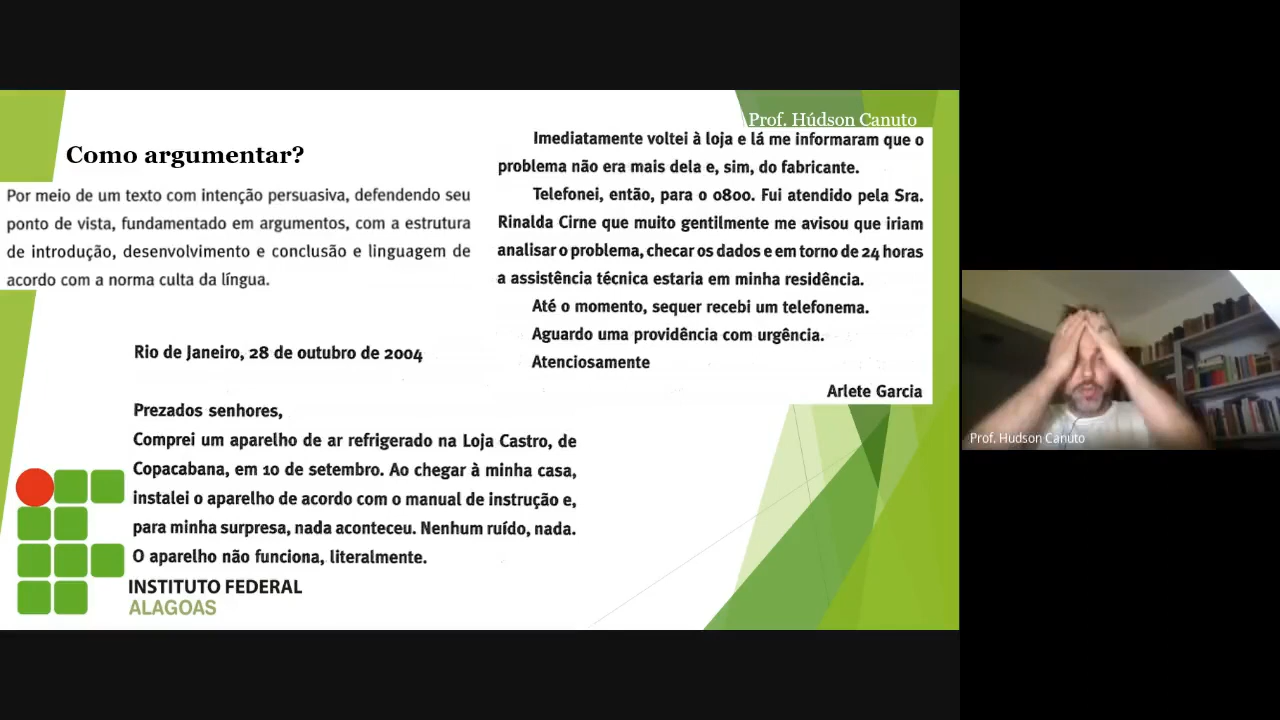 Prof. Húdson Canuto
Como argumentar?
Por meio de um texto com intenção persuasiva, defendendo seu
ponto de vista, fundamentado em argumentos, com a estrutura
de introdução, desenvolvimento e conclusão e linguagem de
acordo com a norma culta da língua.
Rio de Janeiro, 28 de outubro de 2004
Prezados senhores,
Comprei um aparelho de ar refrigerado na Loja Castro, de
Copacabana, em 10 de setembro. Ao chegar à minha casa,
instalei o aparelho de acordo com o manual de instrução e,
para minha surpresa, nada aconteceu. Nenhum ruído, nada.
O aparelho não funciona, literalmente.
Imediatamente voltei à loja e lá me informaram que o
problema não era mais dela e, sim, do fabricante.
Telefonei, então, para o 0800. Fui atendido pela Sra.
Rinalda Cirne que muito gentilmente me avisou que iriam
analisar o problema, checar os dados e em torno de 24 horas
a assistência técnica estaria em minha residência.
Até o momento, sequer recebi um telefonema.
Aguardo uma providência com urgência.
Atenciosamente
Arlete Garcia
INSTITUTO FEDERAL
ALAGOAS
Prof. Hudson Canuto